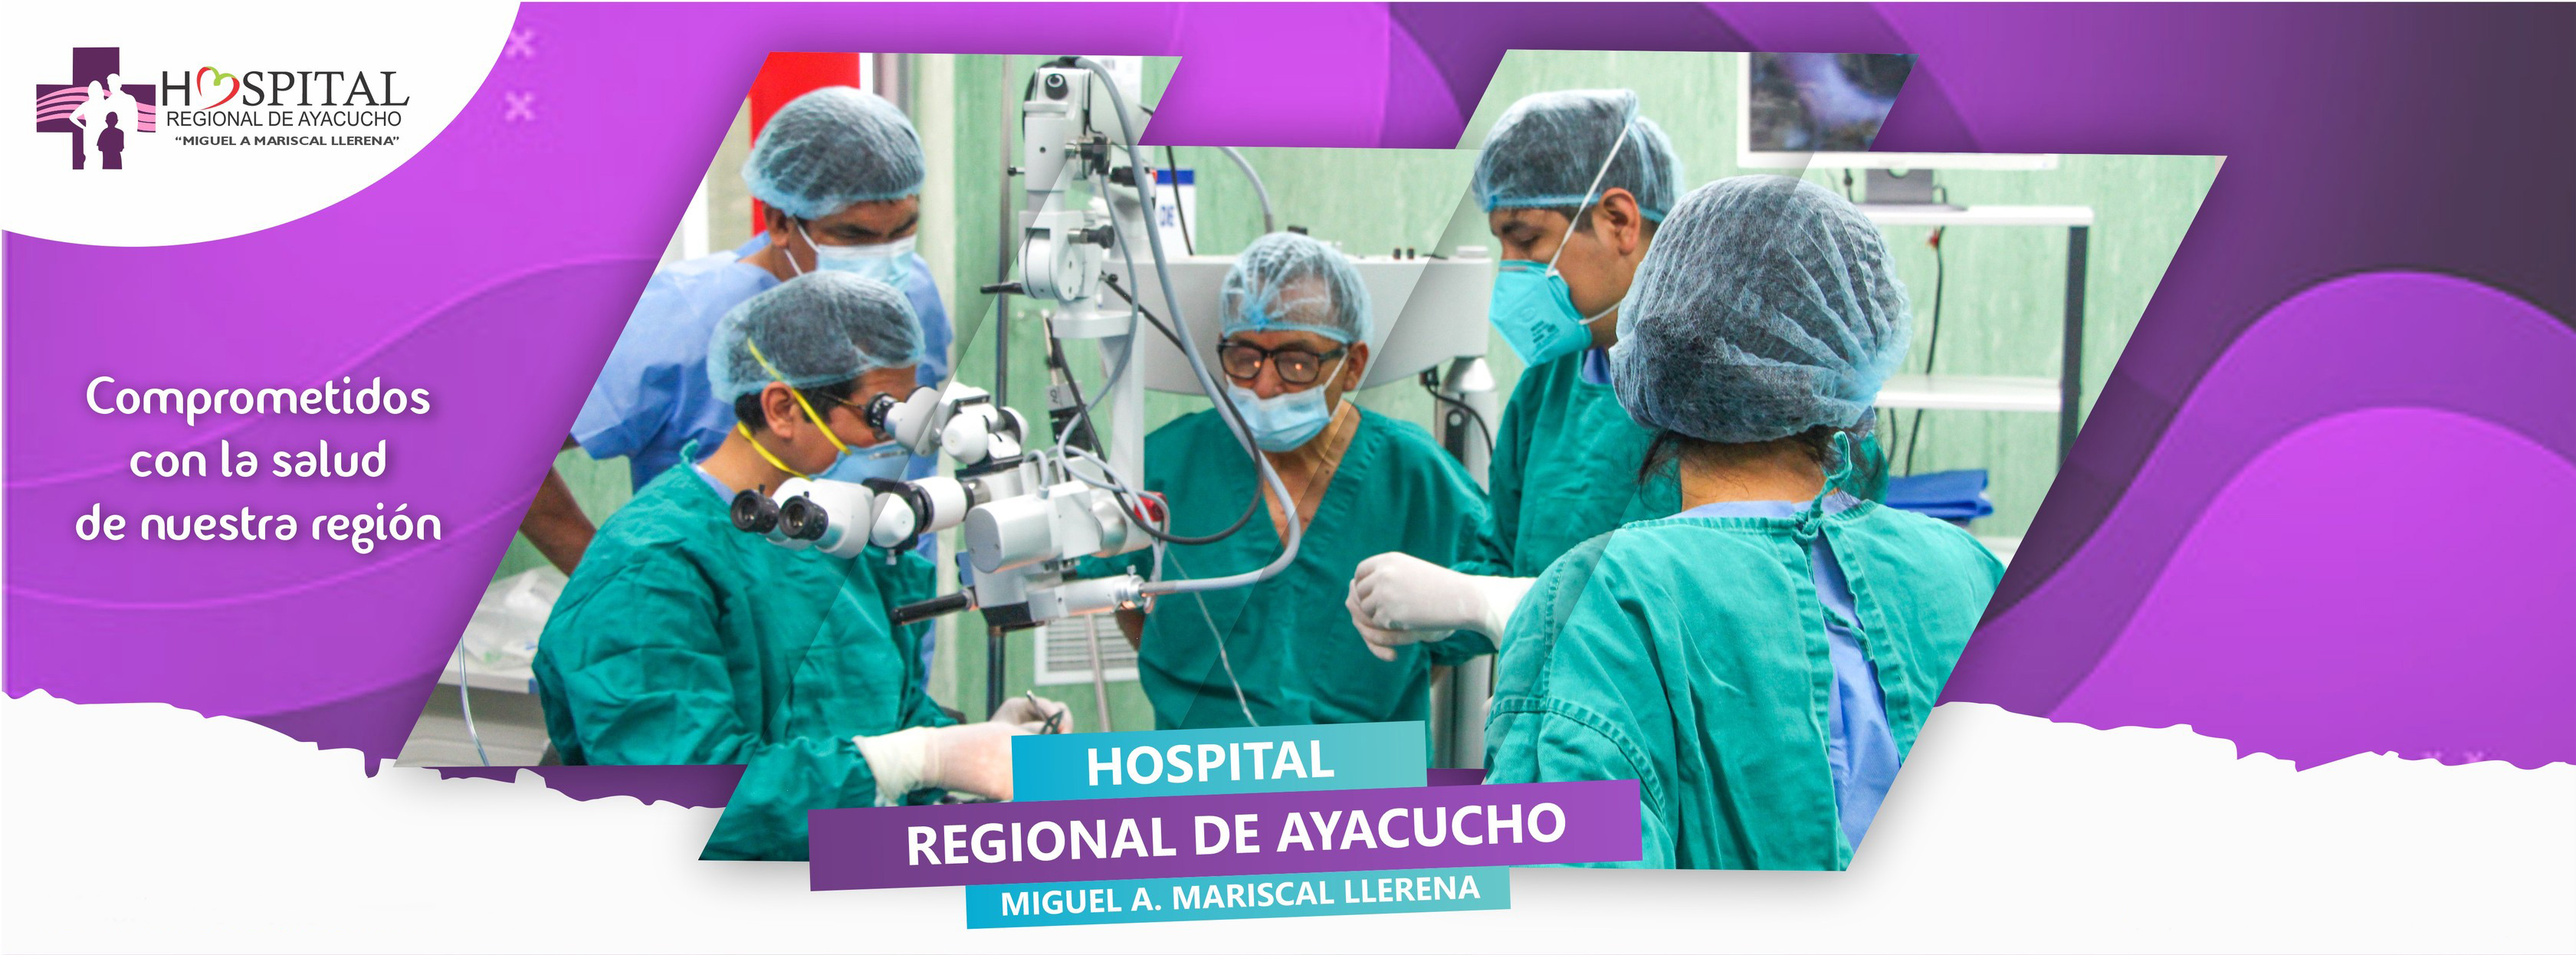 HOSPITAL
REGIONAL DE AYACUCHO
“MIGUEL A MARISCAL LLERENA”
Comprometidos
con la salud
de nuestra región
HOSPITAL
REGIONAL DE AYACUCHO
MIGUEL A. MARISCAL LLERENA